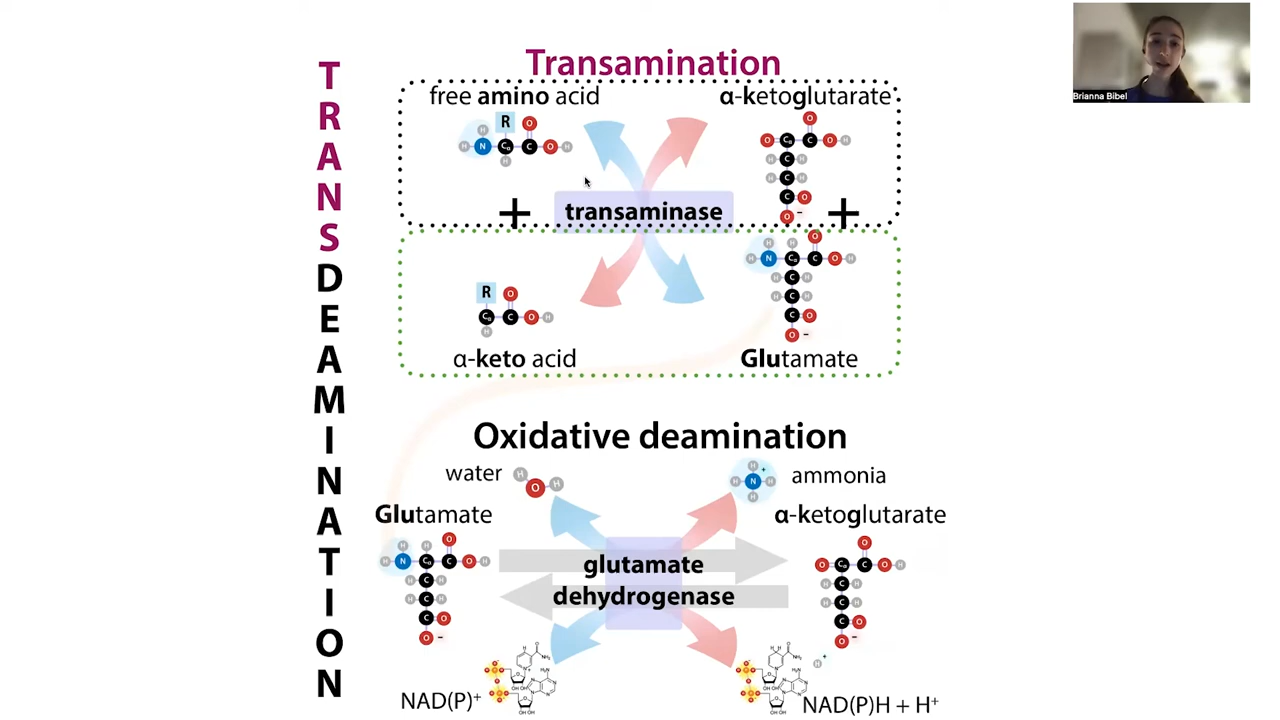 TRANSDEAMINATION
Transamination
free amino acid
α-ketoglutarate
R
transaminase
+
+
R
α-keto acid
Glutamate
Oxidative deamination
water
ammonia
Glutamate
α-ketoglutarate
glutamate
dehydrogenase
NAD(P)⁺
NAD(P)H + H⁺
Brianna Bibel